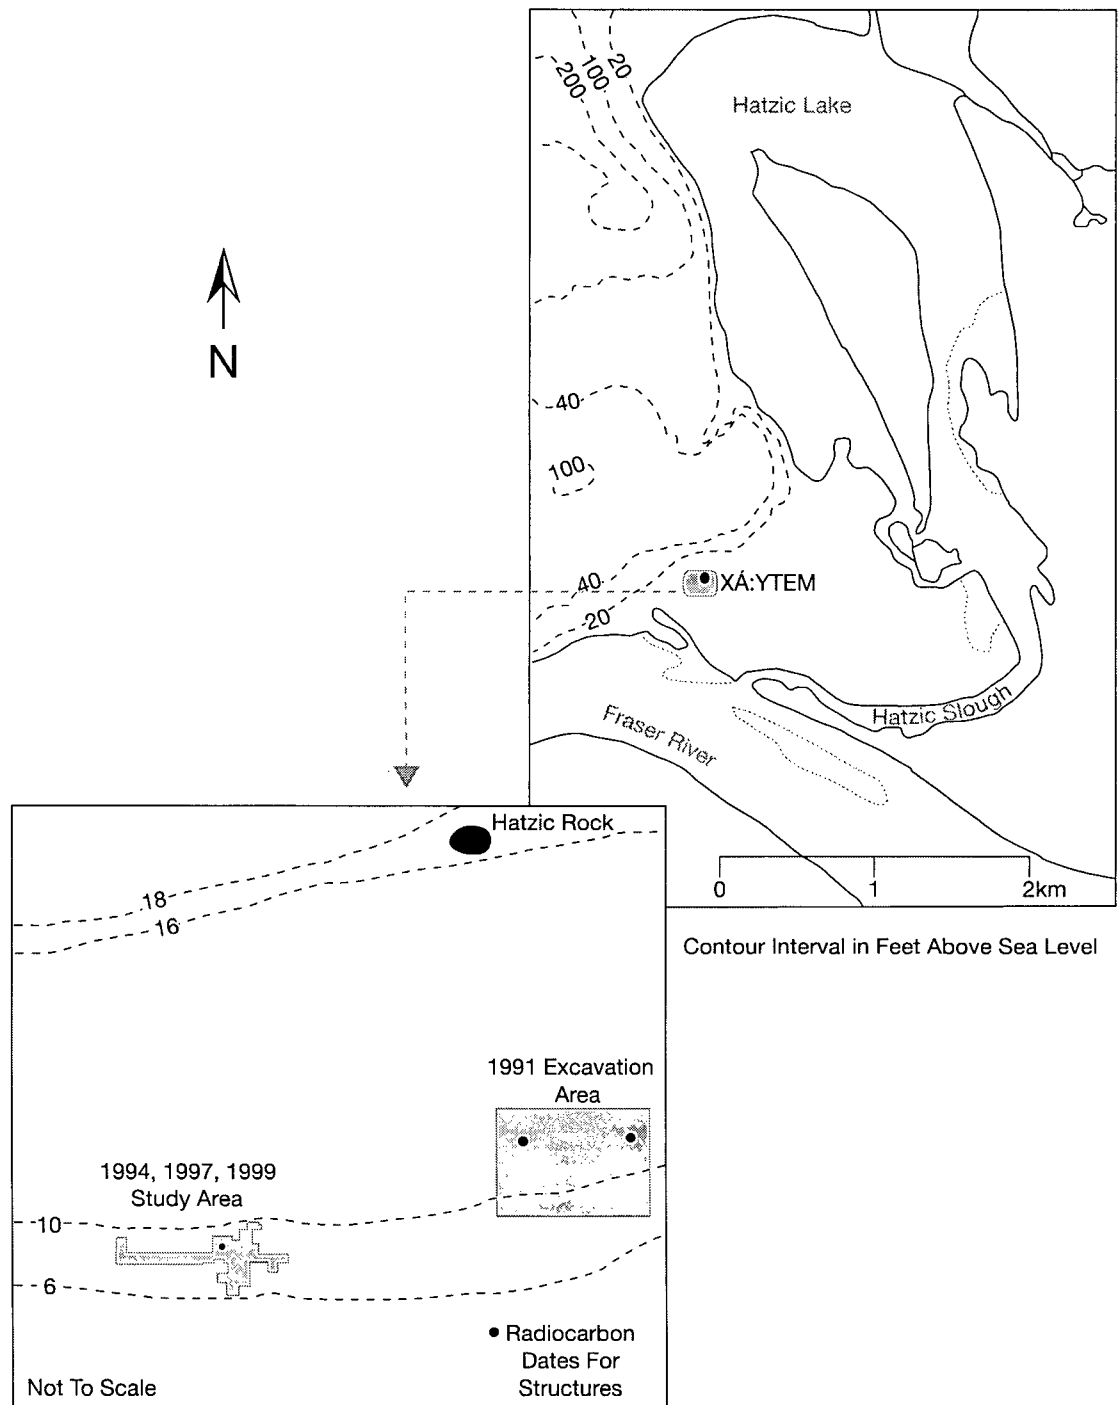 20
100
200
Hatzic Lake
N
40
100
40
20
XÁ:YTEM
Hatzic Slough
Fraser River
0 1 2km
Contour Interval in Feet Above Sea Level
Hatzic Rock
18
16
1991 Excavation
Area
1994, 1997, 1999
Study Area
10
6
Radiocarbon
Dates For
Structures
Not To Scale